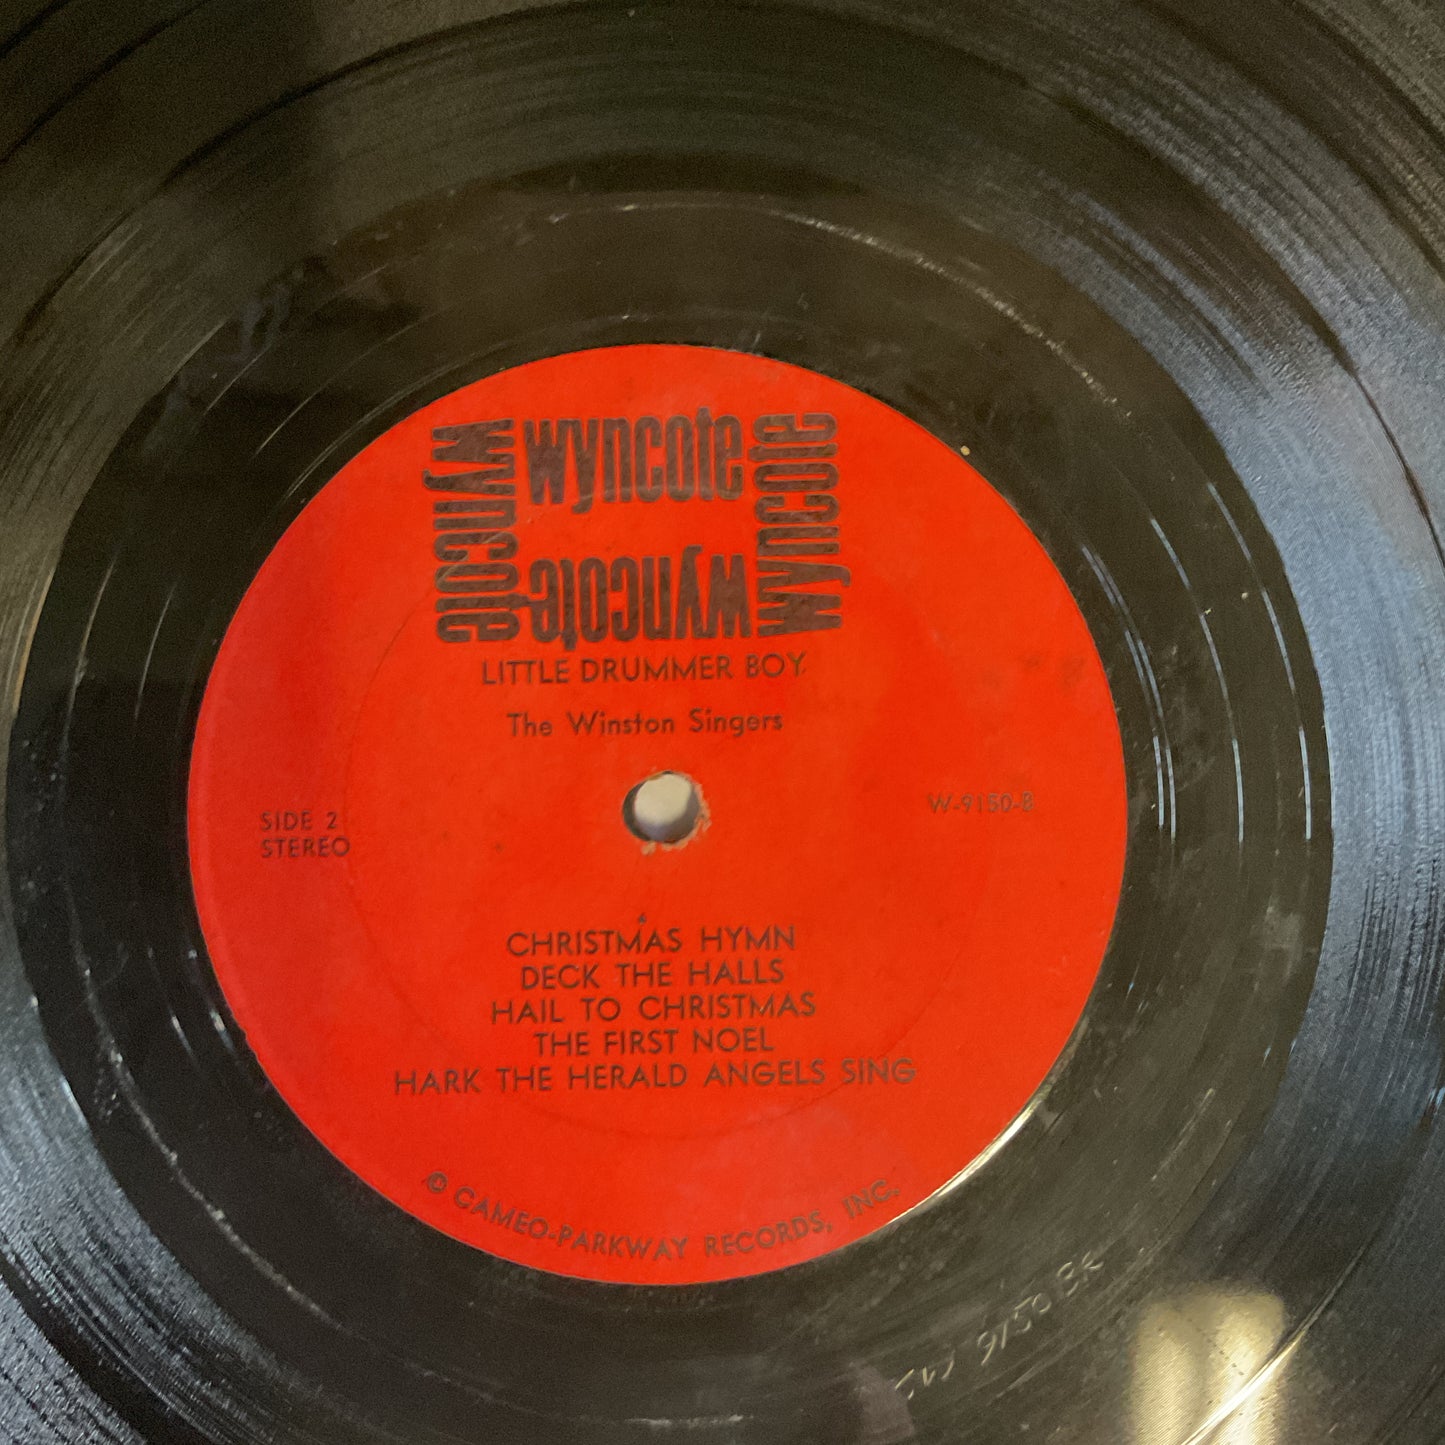 wyncote
wyncote
wyncote
wyncote
LITTLE DRUMMER BOY
The Winston Singers
SIDE 2
STEREO
W-9150-B
CHRISTMAS HYMN
DECK THE HALLS
HAIL TO CHRISTMAS
THE FIRST NOEL
HARK THE HERALD ANGELS SING
© CAMEO-PARKWAY RECORDS, INC.